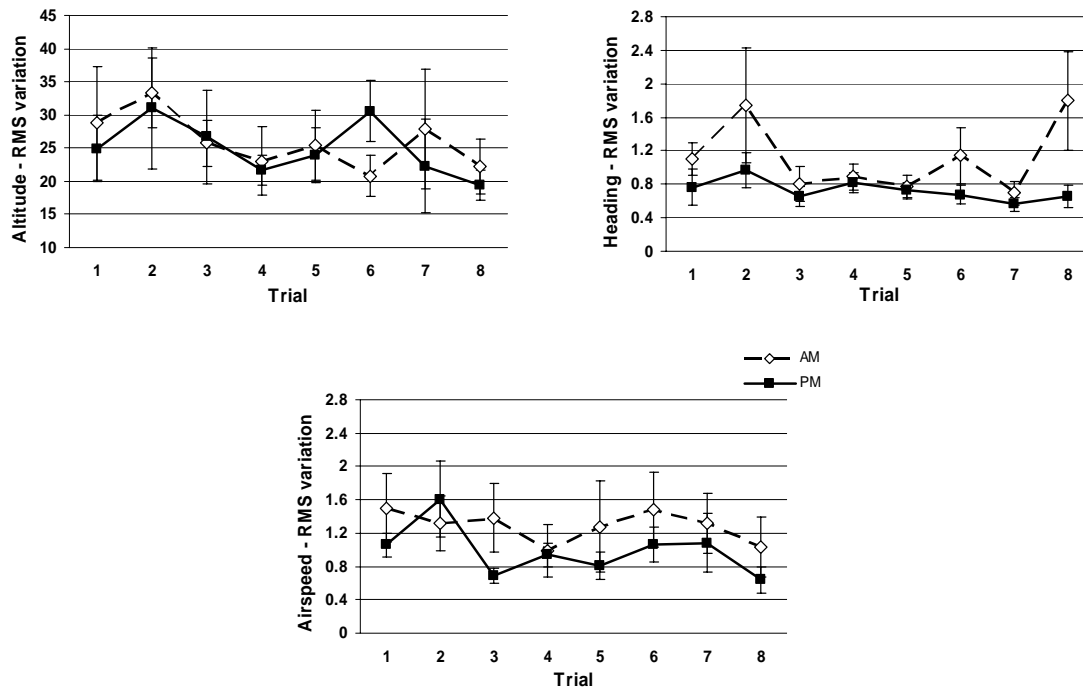 Altitude - RMS variation
45
40
35
30
25
20
15
10
1 2 3 4 5 6 7 8
Trial
Heading - RMS variation
2.8
2.4
2
1.6
1.2
0.8
0.4
0
1 2 3 4 5 6 7 8
Trial
AM
PM
Airspeed - RMS variation
2.8
2.4
2
1.6
1.2
0.8
0.4
0
1 2 3 4 5 6 7 8
Trial